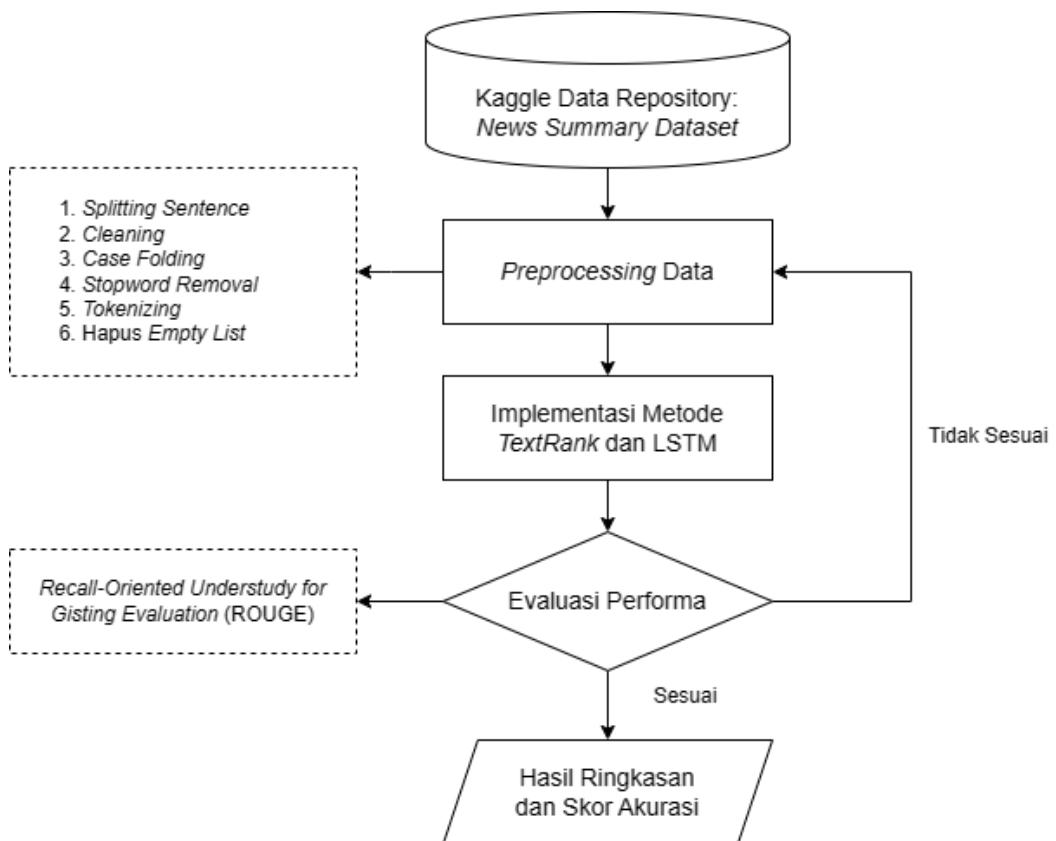 Kaggle Data Repository:
News Summary Dataset
1. Splitting Sentence
2. Cleaning
3. Case Folding
4. Stopword Removal
5. Tokenizing
6. Hapus Empty List
Preprocessing Data
Implementasi Metode
TextRank dan LSTM
Tidak Sesuai
Recall-Oriented Understudy for
Gisting Evaluation (ROUGE)
Evaluasi Performa
Sesuai
Hasil Ringkasan
dan Skor Akurasi